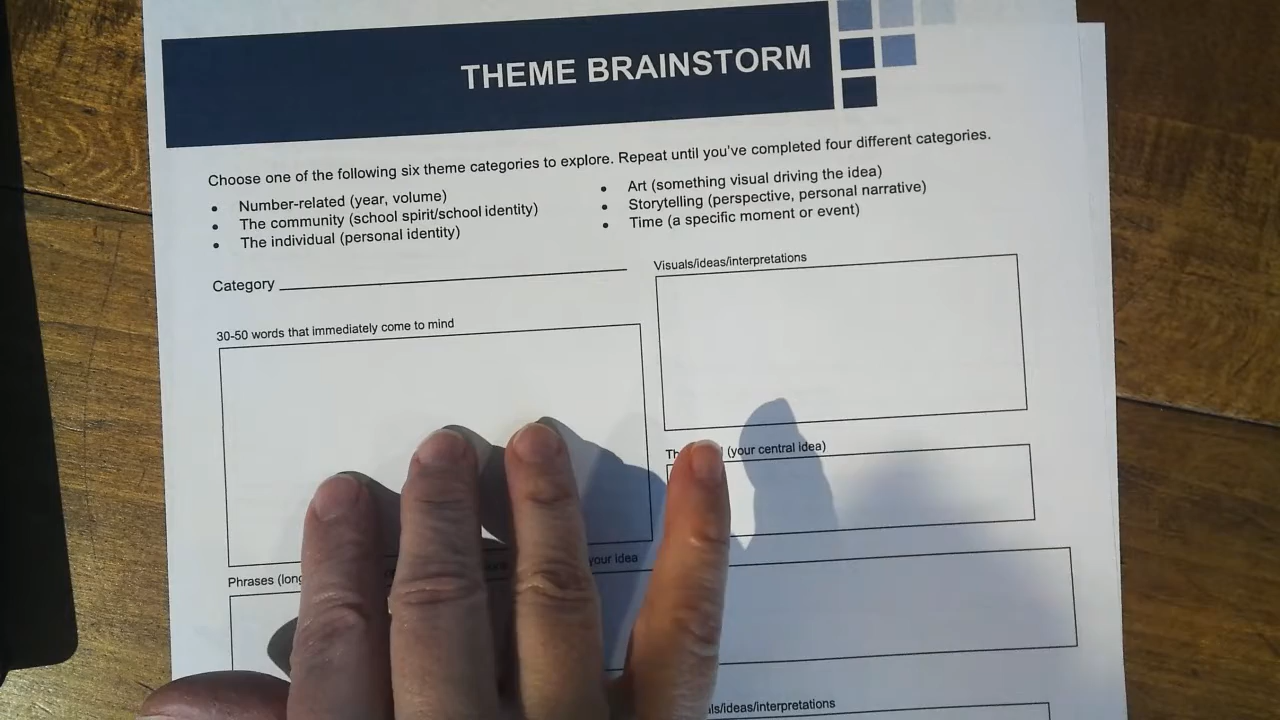 THEME BRAINSTORM
Choose one of the following six theme categories to explore. Repeat until you've completed four different categories.
• Number-related (year, volume)
• The community (school spirit/school identity)
• The individual (personal identity)
• Art (something visual driving the idea)
• Storytelling (perspective, personal narrative)
• Time (a specific moment or event)
Category
Visuals/ideas/interpretations
30-50 words that immediately come to mind
(your central idea)
Phrases your idea
ideas/interpretations